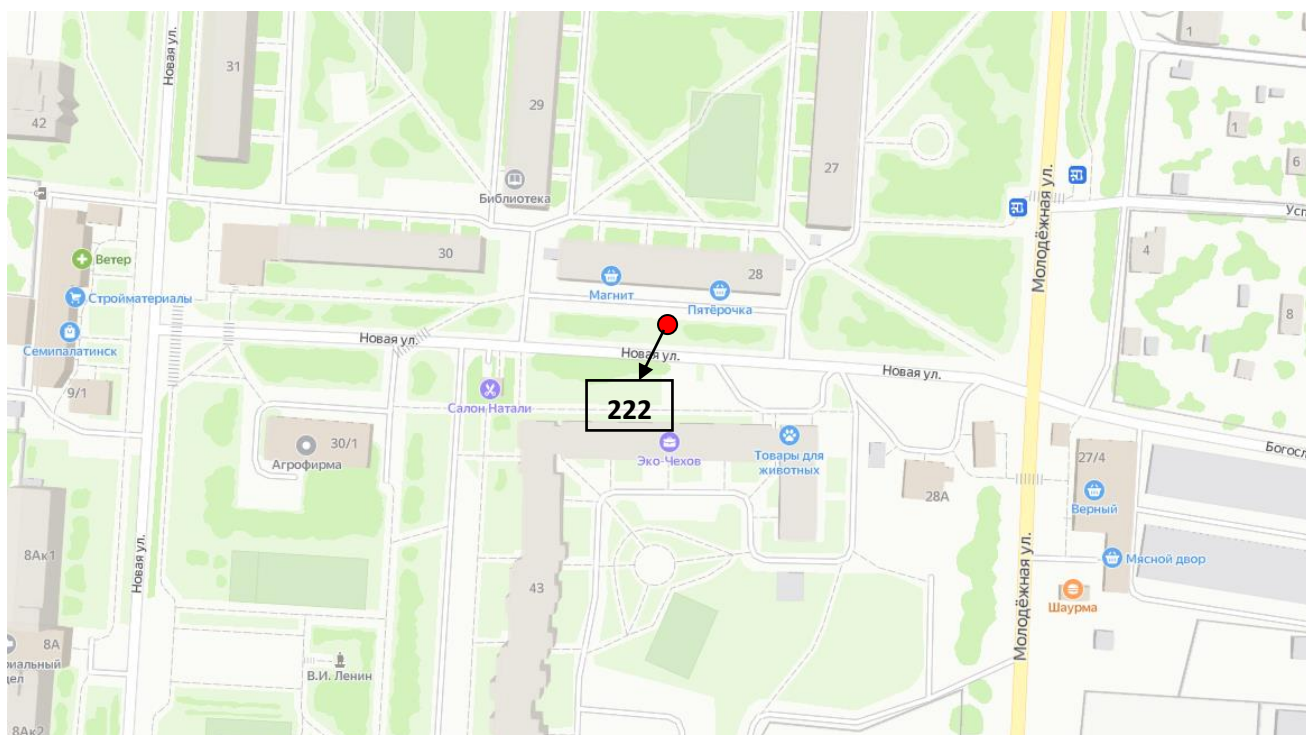 Новая ул.
31
29
27
1
1
6
42
Библиотека
Молодёжная ул.
Усп
4
Ветер
30
28
Магнит
Пятёрочка
Стройматериалы
8
Семипалатинск
Новая ул.
Новая ул.
Новая ул.
9/1
Салон Натали
222
30/1
Агрофирма
Эко-Чехов
Товары для
животных
Богосл
27/4
28А
Верный
8Ак1
Новая ул.
43
Молодёжная ул.
Мясной двор
Шаурма
8А
риальный
дел
В.И. Ленин
8Ак2